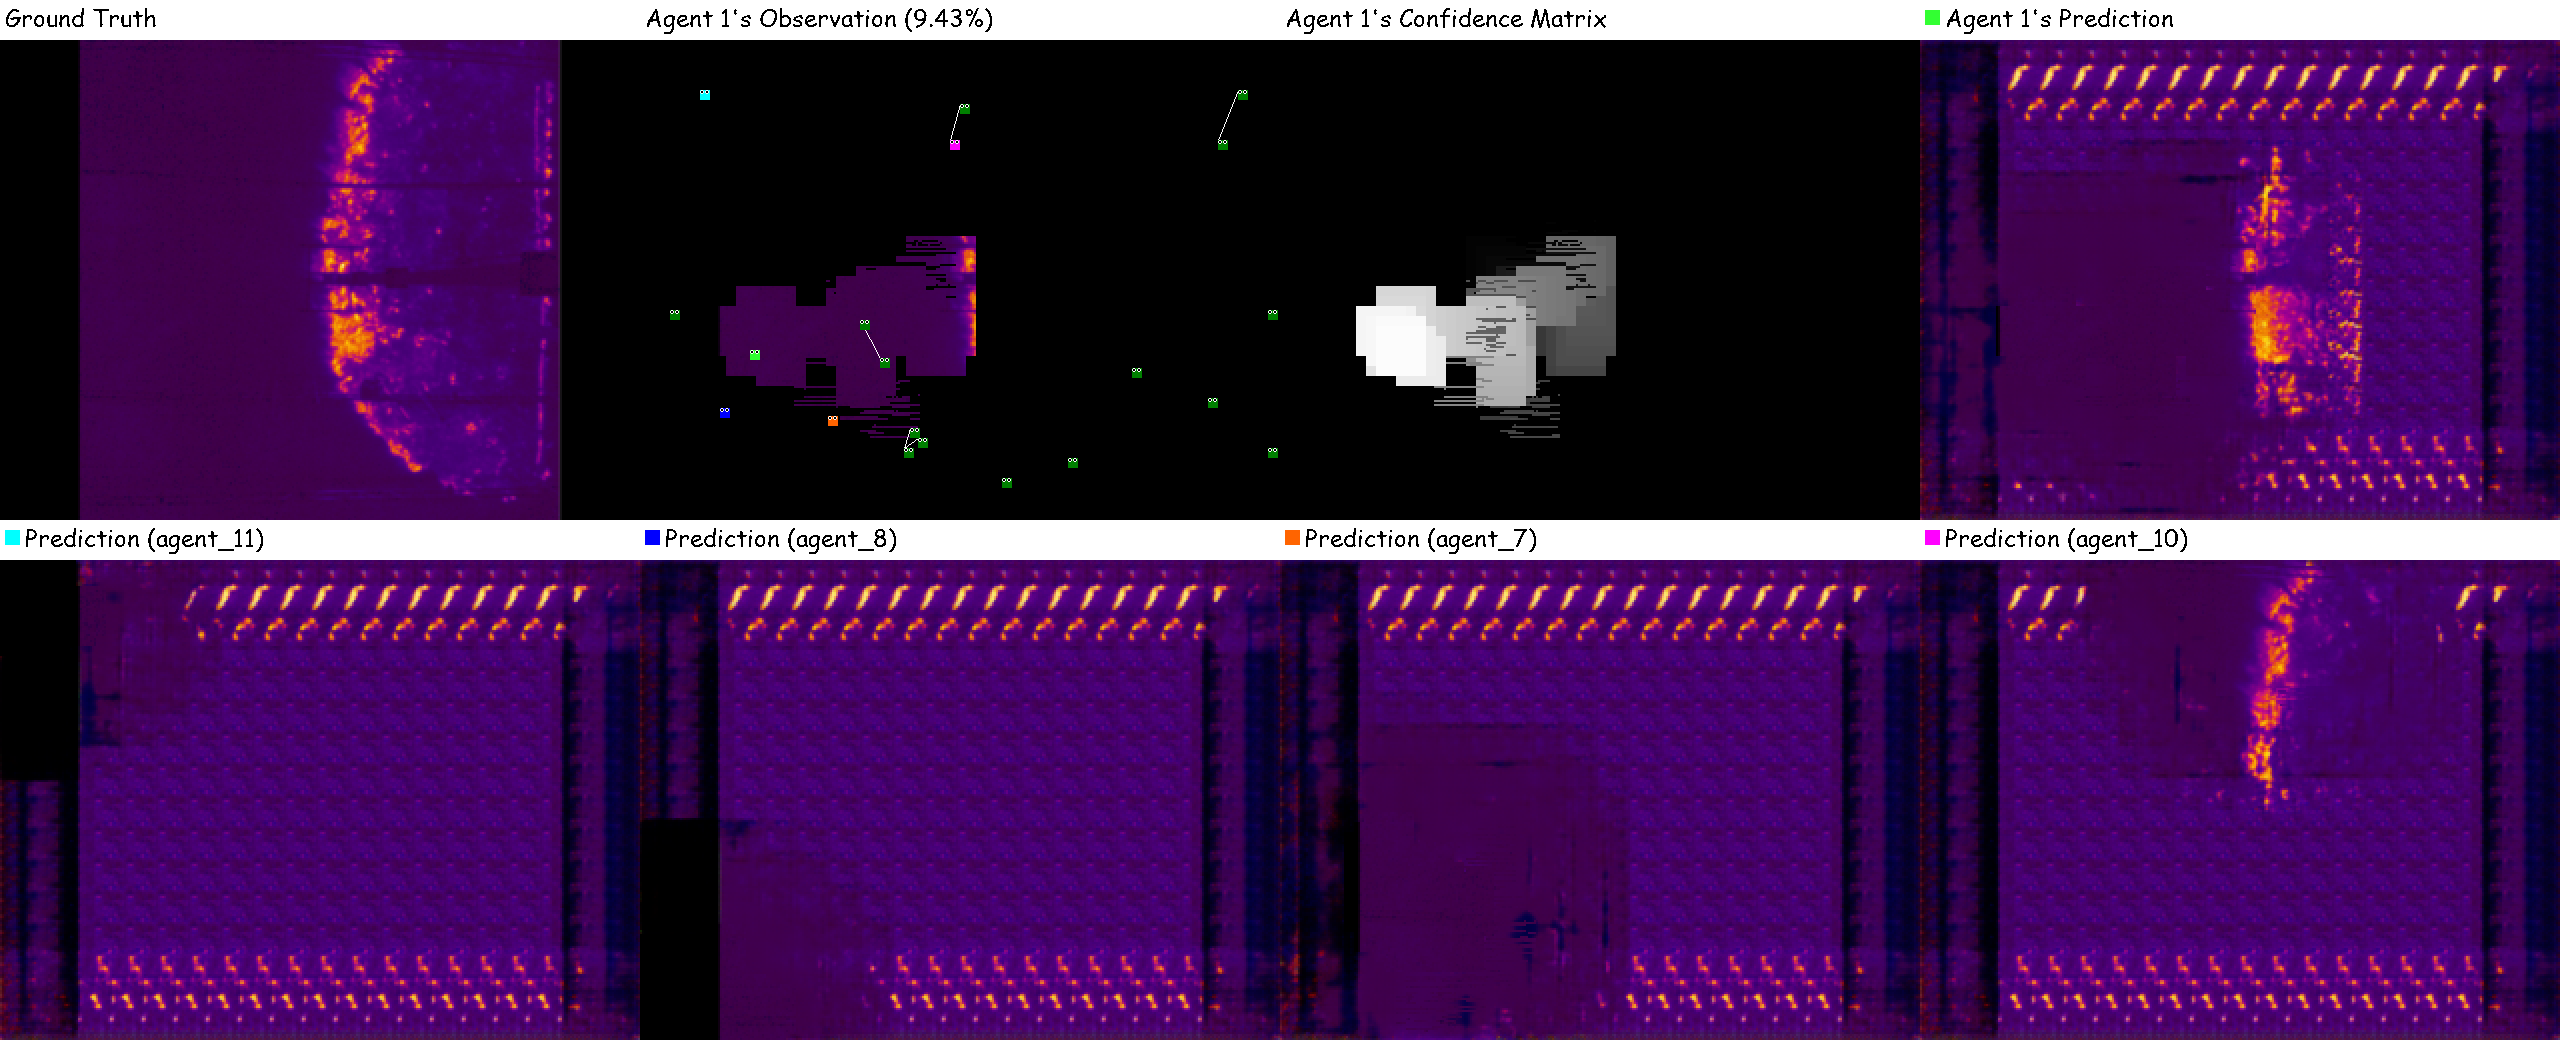 Ground Truth
Agent 1's Observation (9.43%)
Agent 1's Confidence Matrix
Agent 1's Prediction
Prediction (agent_11)
Prediction (agent_8)
Prediction (agent_7)
Prediction (agent_10)